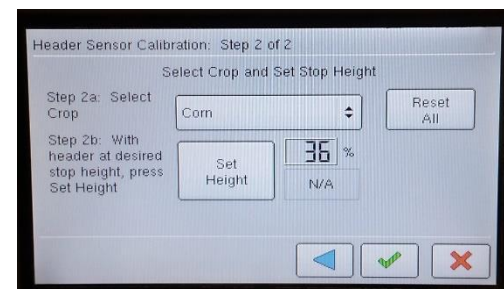 Header Sensor Calibration: Step 2 of 2
Select Crop and Set Stop Height
Step 2a: Select
Crop
Corn
Reset
All
Step 2b: With
header at desired
stop height, press
Set Height
Set
Height
36 %
N/A